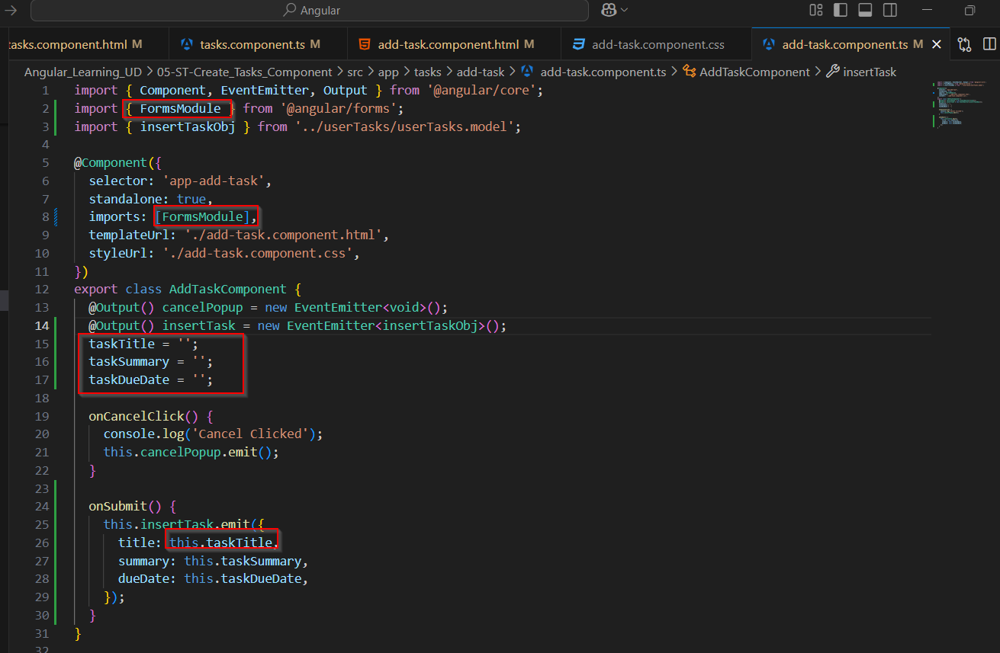 Angular
tasks.component.html M
tasks.component.ts M
add-task.component.html M
add-task.component.css
add-task.component.ts M
Angular_Learning_UD > 05-ST-Create_Tasks_Component > src > app > tasks > add-task > add-task.component.ts > AddTaskComponent > insertTask
1 import { Component, EventEmitter, Output } from '@angular/core';
2 import { FormsModule } from '@angular/forms';
3 import { insertTaskObj } from '../userTasks/userTasks.model';
4
5 @Component({
6 selector: 'app-add-task',
7 standalone: true,
8 imports: [FormsModule],
9 templateUrl: './add-task.component.html',
10 styleUrl: './add-task.component.css',
11 })
12 export class AddTaskComponent {
13 @Output() cancelPopup = new EventEmitter<void>();
14 @Output() insertTask = new EventEmitter<insertTaskObj>();
15 taskTitle = '';
16 taskSummary = '';
17 taskDueDate = '';
18
19 onCancelClick() {
20 console.log('Cancel Clicked');
21 this.cancelPopup.emit();
22 }
23
24 onSubmit() {
25 this.insertTask.emit({
26 title: this.taskTitle,
27 summary: this.taskSummary,
28 dueDate: this.taskDueDate,
29 });
30 }
31 }
32